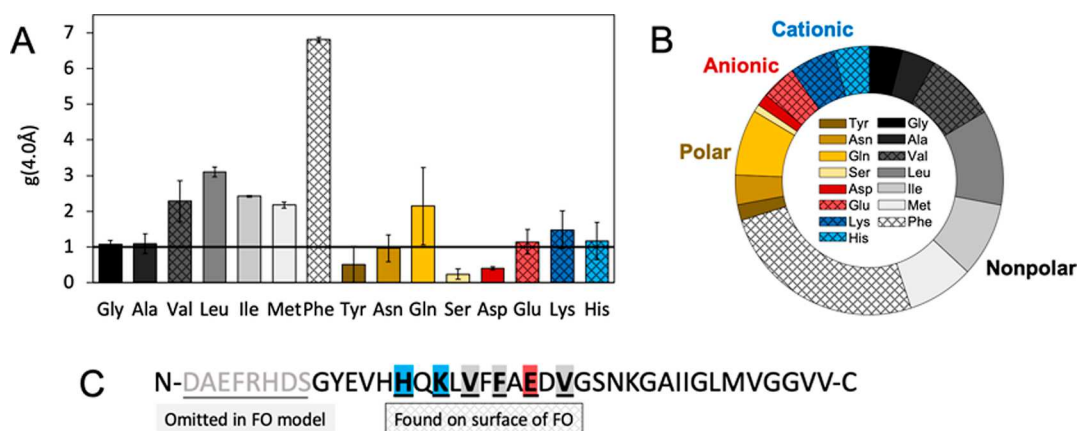 A
g(4.0Å)
7
6
5
4
3
2
1
0
Gly Ala Val Leu Ile Met Phe Tyr Asn Gln Ser Asp Glu Lys His
B
Cationic
Anionic
Polar
Nonpolar
Tyr Gly
Asn Ala
Gln Val
Ser Leu
Asp Ile
Glu Met
Lys Phe
His
C N-DAEFRHDSGYEVHHQKLVFFAEDVGSNKGAIIGLMVGGVV-C
Omitted in FO model Found on surface of FO